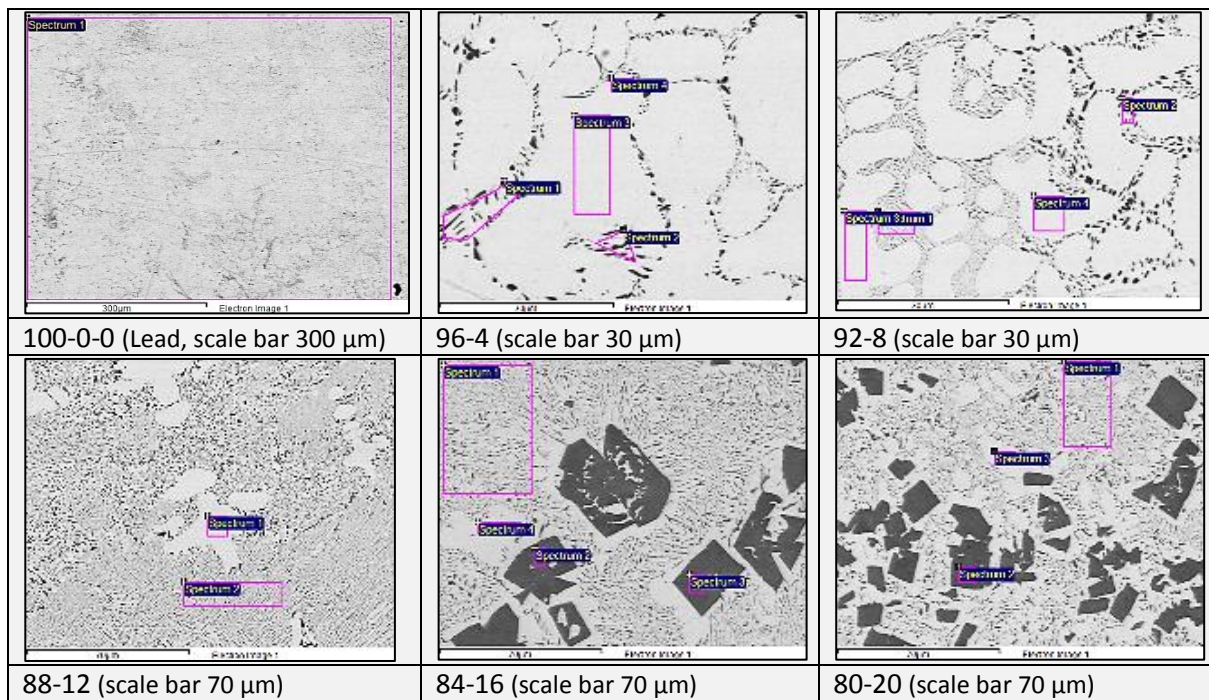 Spectrum 1
300µm
Electron Image 1
100-0-0 (Lead, scale bar 300 µm)
Spectrum 4
Spectrum 3
Spectrum 1
Spectrum 2
Electron Image 1
96-4 (scale bar 30 µm)
Spectrum 2
Spectrum 4
Spectrum 3
Electron Image 1
92-8 (scale bar 30 µm)
Spectrum 1
Spectrum 2
Electron Image 1
88-12 (scale bar 70 µm)
Spectrum 1
Spectrum 4
Spectrum 2
Spectrum 3
Electron Image 1
84-16 (scale bar 70 µm)
Spectrum 1
Spectrum 3
Spectrum 2
Electron Image 1
80-20 (scale bar 70 µm)